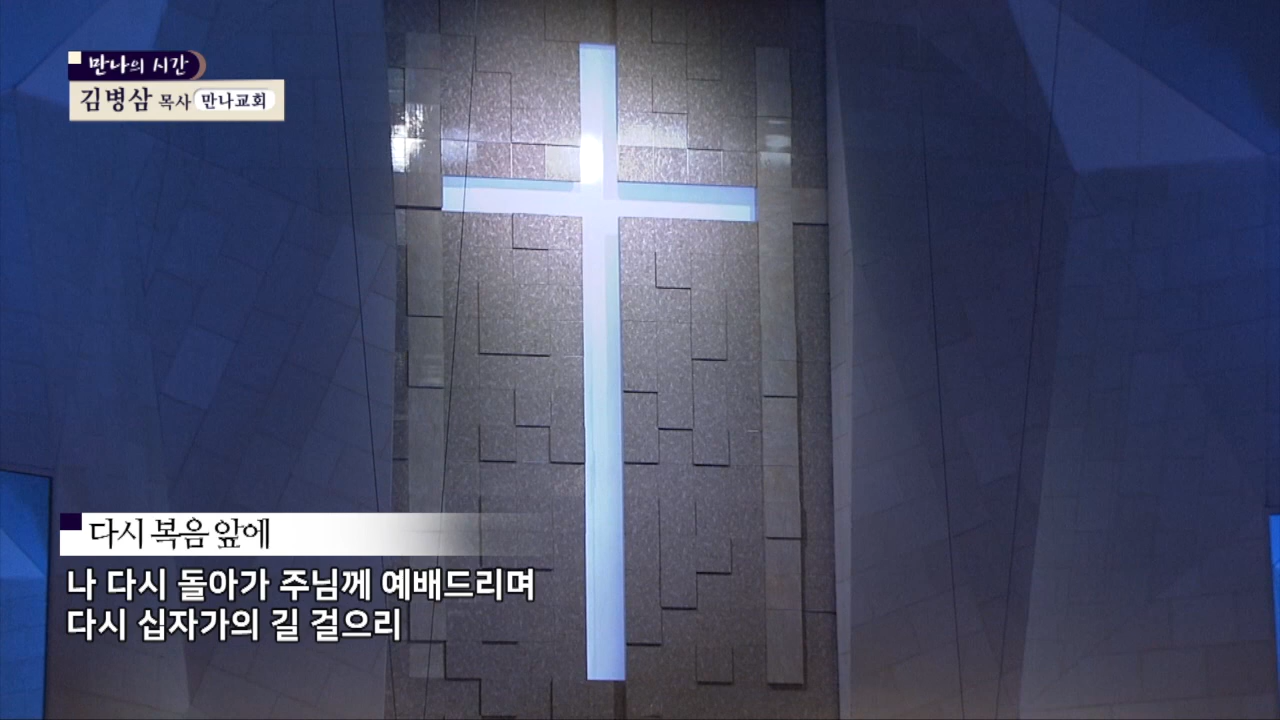 만나의 시간
김병삼 목사 만나교회
다시 복음 앞에
나 다시 돌아가 주님께 예배드리며
다시 십자가의 길 걸으리